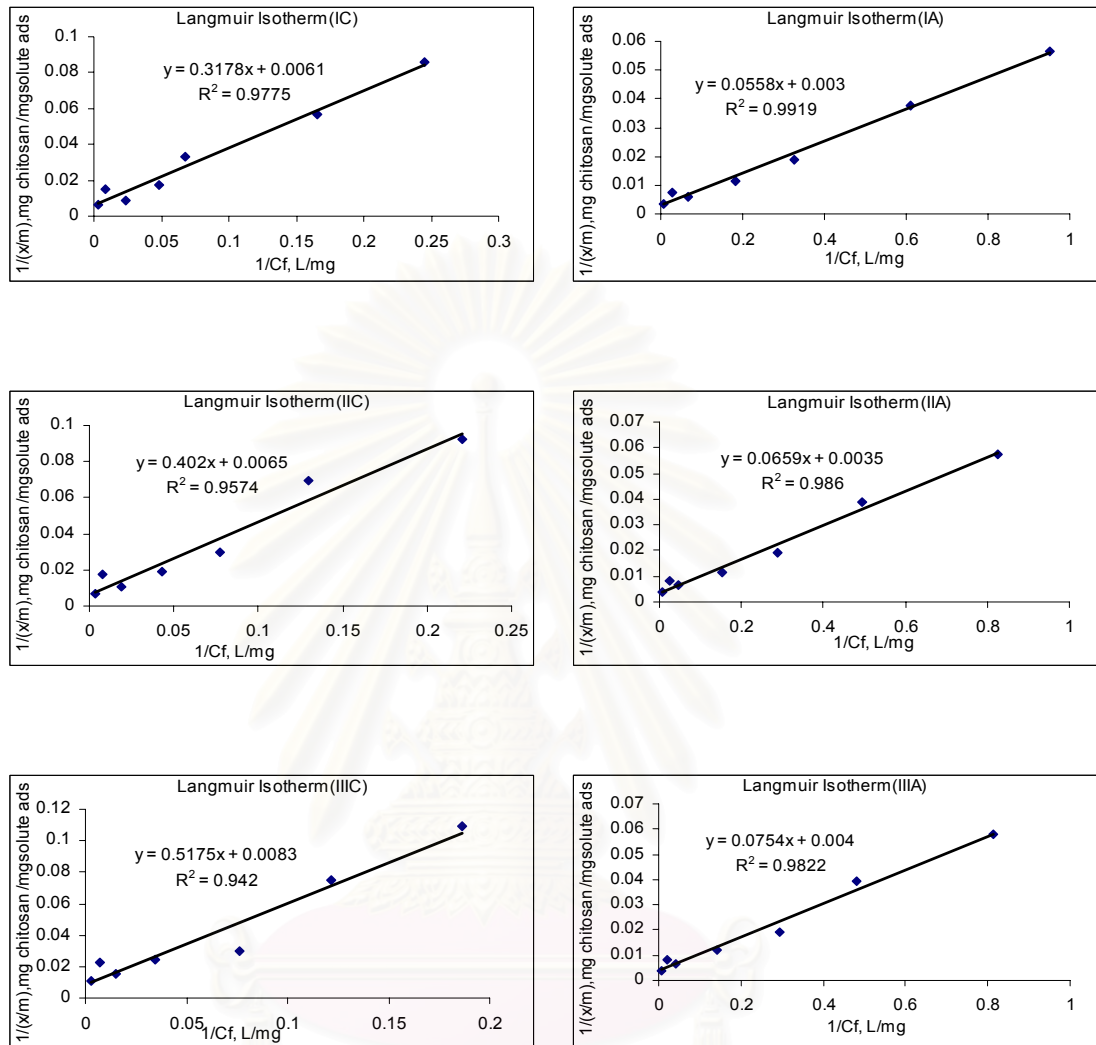 Langmuir Isotherm(IC)
1/(x/m),mg chitosan /mgsolute ads
0.1
0.08
0.06
0.04
0.02
0
y = 0.3178x + 0.0061
R² = 0.9775
0 0.05 0.1 0.15 0.2 0.25 0.3
1/Cf, L/mg
Langmuir Isotherm(IA)
1/(x/m),mg chitosan /mgsolute ads
0.06
0.05
0.04
0.03
0.02
0.01
0
y = 0.0558x + 0.003
R² = 0.9919
0 0.2 0.4 0.6 0.8 1
1/Cf, L/mg
Langmuir Isotherm(IIC)
1/(x/m),mg chitosan /mgsolute ads
0.1
0.08
0.06
0.04
0.02
0
y = 0.402x + 0.0065
R² = 0.9574
0 0.05 0.1 0.15 0.2 0.25
1/Cf, L/mg
Langmuir Isotherm(IIA)
1/(x/m),mg chitosan /mgsolute ads
0.07
0.06
0.05
0.04
0.03
0.02
0.01
0
y = 0.0659x + 0.0035
R² = 0.986
0 0.2 0.4 0.6 0.8 1
1/Cf, L/mg
Langmuir Isotherm(IIIC)
1/(x/m),mg chitosan /mgsolute ads
0.12
0.1
0.08
0.06
0.04
0.02
0
y = 0.5175x + 0.0083
R² = 0.942
0 0.05 0.1 0.15 0.2
1/Cf, L/mg
Langmuir Isotherm(IIIA)
1/(x/m),mg chitosan /mgsolute ads
0.07
0.06
0.05
0.04
0.03
0.02
0.01
0
y = 0.0754x + 0.004
R² = 0.9822
0 0.2 0.4 0.6 0.8 1
1/Cf, L/mg